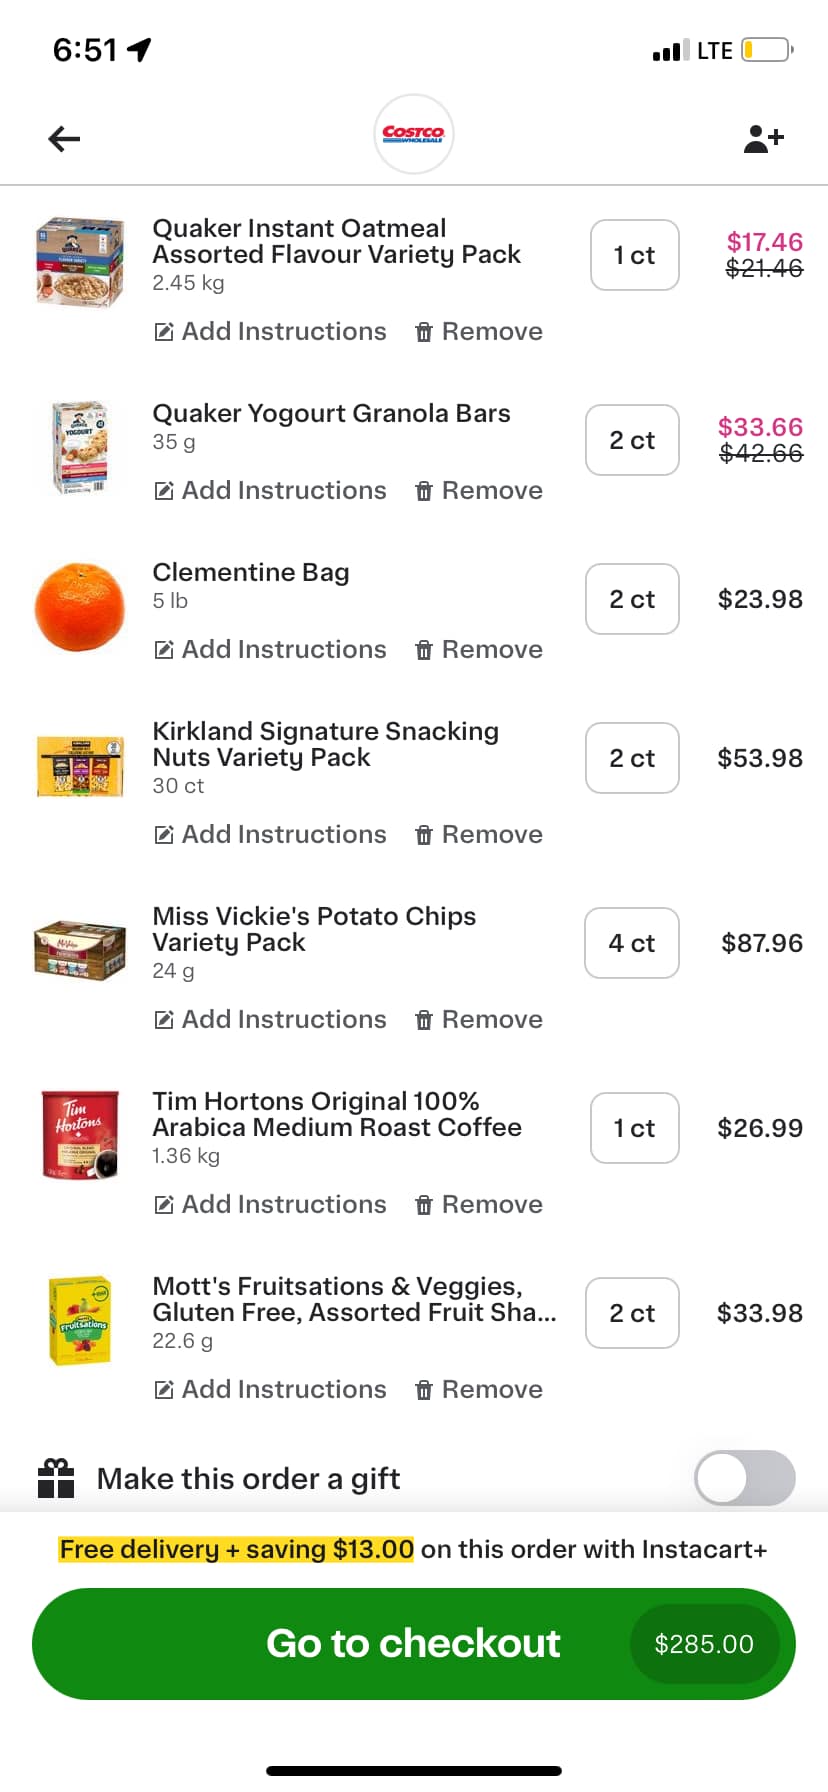 6:51
LTE
COSTCO
WHOLESALE
Quaker Instant Oatmeal
Assorted Flavour Variety Pack
2.45 kg
1 ct
$17.46
$21.46
Add Instructions Remove
Quaker Yogourt Granola Bars
35 g
2 ct
$33.66
$42.66
Add Instructions Remove
Clementine Bag
5 lb
2 ct
$23.98
Add Instructions Remove
Kirkland Signature Snacking
Nuts Variety Pack
30 ct
2 ct
$53.98
Add Instructions Remove
Miss Vickie's Potato Chips
Variety Pack
24 g
4 ct
$87.96
Add Instructions Remove
Tim
Hortons
Tim Hortons Original 100%
Arabica Medium Roast Coffee
1.36 kg
1 ct
$26.99
Add Instructions Remove
Fruitsations
Mott's Fruitsations & Veggies,
Gluten Free, Assorted Fruit Sha...
22.6 g
2 ct
$33.98
Add Instructions Remove
Make this order a gift
Free delivery + saving $13.00 on this order with Instacart+
Go to checkout
$285.00